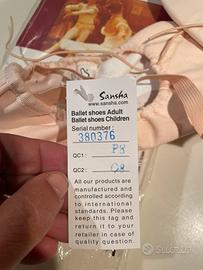 Sansha
www.sansha.com
Ballet shoes Adult
Ballet shoes Children
Serial number:
380376
QC1: P8
QC2:
All our products are
manufactured and
controlled according
to international
standards. Please
keep this tag and
return it to your
retailer in case of
quality question.
subito